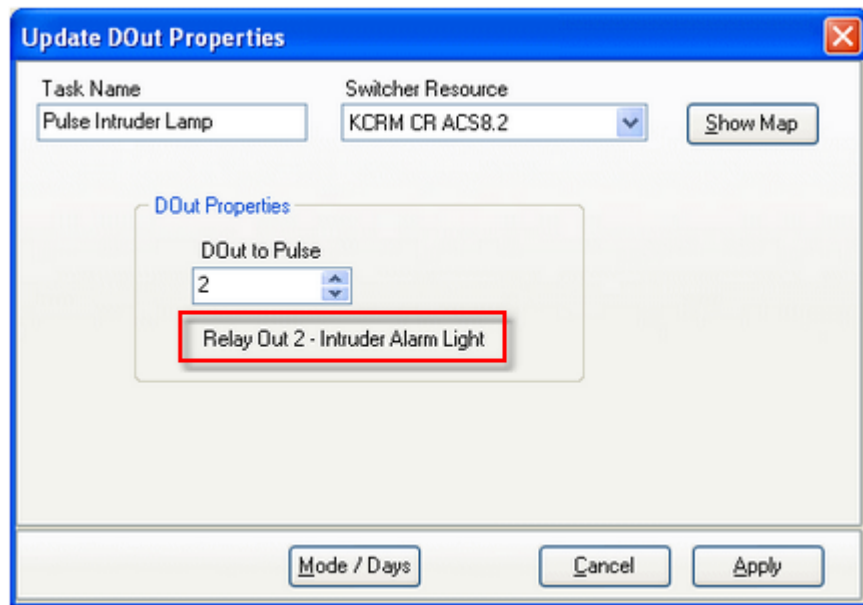 Update DOut Properties
Task Name
Switcher Resource
Pulse Intruder Lamp
KCRM CR ACS8.2
Show Map
DOut Properties
DOut to Pulse
2
Relay Out 2 - Intruder Alarm Light
Mode / Days
Cancel
Apply